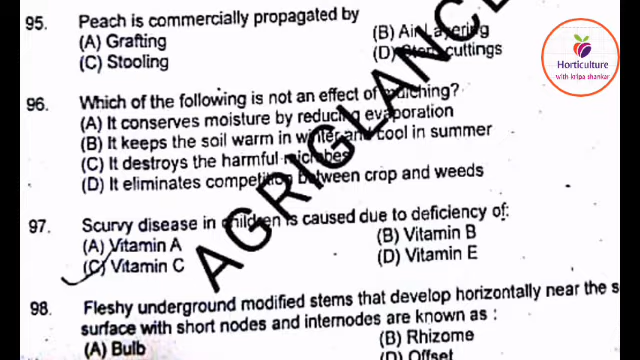 95. Peach is commercially propagated by
(A) Grafting (B) Air Layering
(C) Stooling (D) Stem cuttings
96. Which of the following is not an effect of mulching?
(A) It conserves moisture by reducing evaporation
(B) It keeps the soil warm in winter and cool in summer
(C) It destroys the harmful microbes
(D) It eliminates competition between crop and weeds
97. Scurvy disease in children is caused due to deficiency of:
(A) Vitamin A (B) Vitamin B
(C) Vitamin C (D) Vitamin E
98. Fleshy underground modified stems that develop horizontally near the s
surface with short nodes and internodes are known as :
(A) Bulb (B) Rhizome
(D) Offset
AGRIGLANCE
Horticulture
with kripa shankar